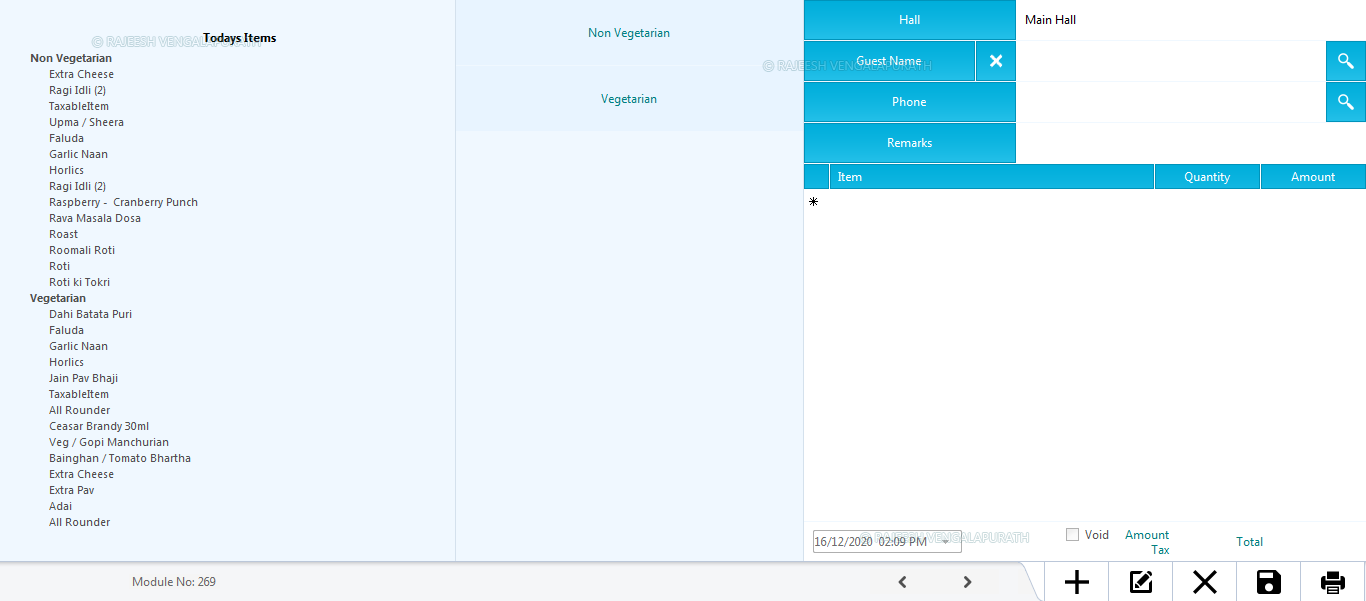 © RAJEESH VENGALAPURATH
Todays Items
Non Vegetarian
Extra Cheese
Ragi Idli (2)
TaxableItem
Upma / Sheera
Faluda
Garlic Naan
Horlics
Ragi Idli (2)
Raspberry - Cranberry Punch
Rava Masala Dosa
Roast
Roomali Roti
Roti
Roti ki Tokri
Vegetarian
Dahi Batata Puri
Faluda
Garlic Naan
Horlics
Jain Pav Bhaji
TaxableItem
All Rounder
Ceasar Brandy 30ml
Veg / Gopi Manchurian
Bainghan / Tomato Bhartha
Extra Cheese
Extra Pav
Adai
All Rounder
Non Vegetarian
Vegetarian
Hall Main Hall
Guest Name
© RAJEESH VENGALAPURATH
Phone
Remarks
Item Quantity Amount
16/12/2020 02:09 PM
© RAJEESH VENGALAPURATH
Void Amount
Tax
Total
Module No: 269